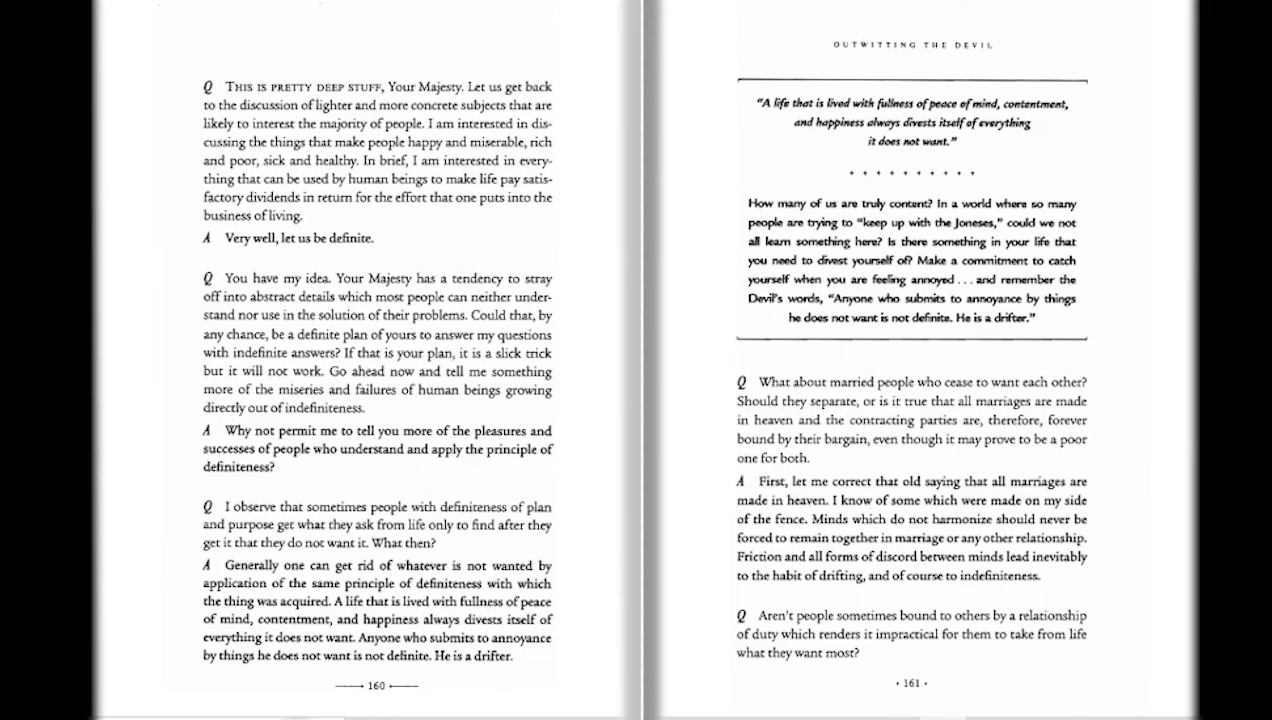 Q THIS IS PRETTY DEEP STUFF, Your Majesty. Let us get back
to the discussion of lighter and more concrete subjects that are
likely to interest the majority of people. I am interested in dis-
cussing the things that make people happy and miserable, rich
and poor, sick and healthy. In brief, I am interested in every-
thing that can be used by human beings to make life pay satis-
factory dividends in return for the effort that one puts into the
business of living.
A Very well, let us be definite.
Q You have my idea. Your Majesty has a tendency to stray
off into abstract details which most people can neither under-
stand nor use in the solution of their problems. Could that, by
any chance, be a definite plan of yours to answer my questions
with indefinite answers? If that is your plan, it is a slick trick
but it will not work. Go ahead now and tell me something
more of the miseries and failures of human beings growing
directly out of indefiniteness.
A Why not permit me to tell you more of the pleasures and
successes of people who understand and apply the principle of
definiteness?
Q I observe that sometimes people with definiteness of plan
and purpose get what they ask from life only to find after they
get it that they do not want it. What then?
A Generally one can get rid of whatever is not wanted by
application of the same principle of definiteness with which
the thing was acquired. A life that is lived with fullness of peace
of mind, contentment, and happiness always divests itself of
everything it does not want. Anyone who submits to annoyance
by things he does not want is not definite. He is a drifter.
160
OUTWITTING THE DEVIL
"A life that is lived with fullness of peace of mind, contentment,
and happiness always divests itself of everything
it does not want."
How many of us are truly content? In a world where so many
people are trying to "keep up with the Joneses," could we not
all learn something here? Is there something in your life that
you need to divest yourself of? Make a commitment to catch
yourself when you are feeling annoyed . . . and remember the
Devil's words, "Anyone who submits to annoyance by things
he does not want is not definite. He is a drifter."
Q What about married people who cease to want each other?
Should they separate, or is it true that all marriages are made
in heaven and the contracting parties are, therefore, forever
bound by their bargain, even though it may prove to be a poor
one for both.
A First, let me correct that old saying that all marriages are
made in heaven. I know of some which were made on my side
of the fence. Minds which do not harmonize should never be
forced to remain together in marriage or any other relationship.
Friction and all forms of discord between minds lead inevitably
to the habit of drifting, and of course to indefiniteness.
Q Aren't people sometimes bound to others by a relationship
of duty which renders it impractical for them to take from life
what they want most?
• 161 •